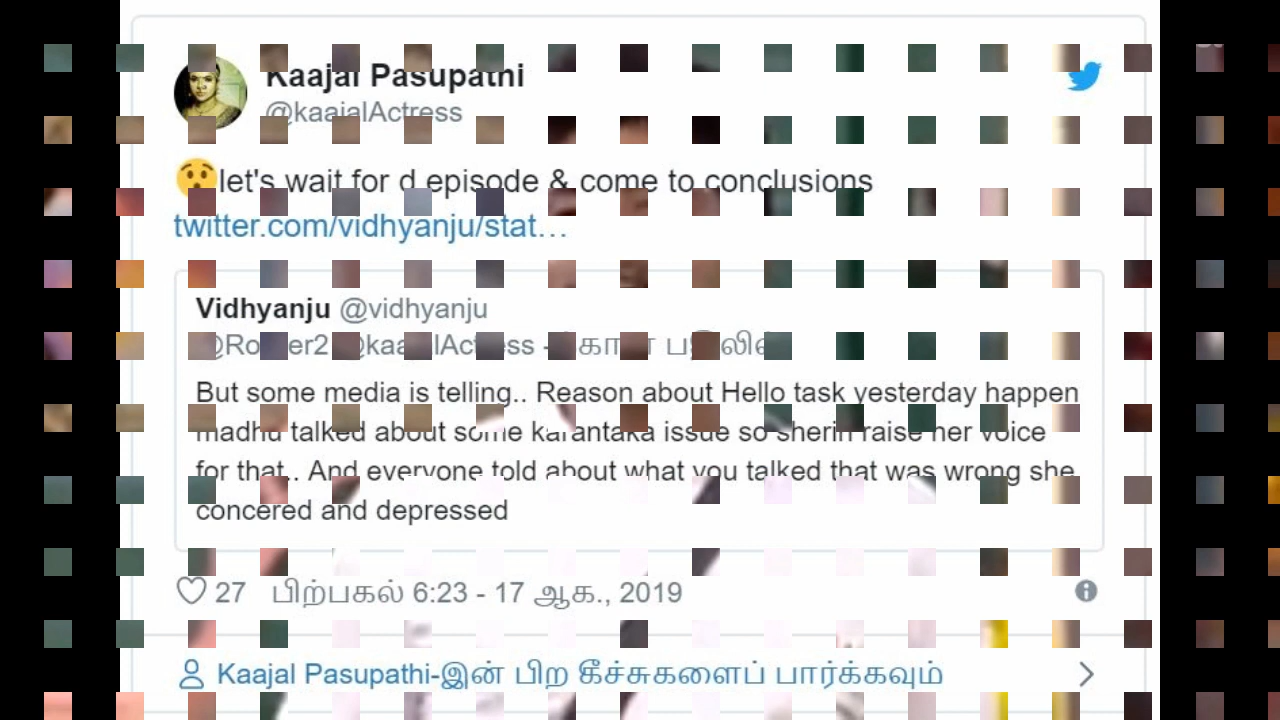 Kaajal Pasupathi
@kaajalActress
let's wait for d episode & come to conclusions
twitter.com/vidhyanju/stat…
Vidhyanju @vidhyanju
But some media is telling.. Reason about Hello task yesterday happen
madhu talked about some karantaka issue so sherin raise her voice
for that.. And everyone told about what you talked that was wrong she
concered and depressed
27 பிற்பகல் 6:23 - 17 ஆக., 2019
Kaajal Pasupathi-இன் பிற கீச்சுகளைப் பார்க்கவும்